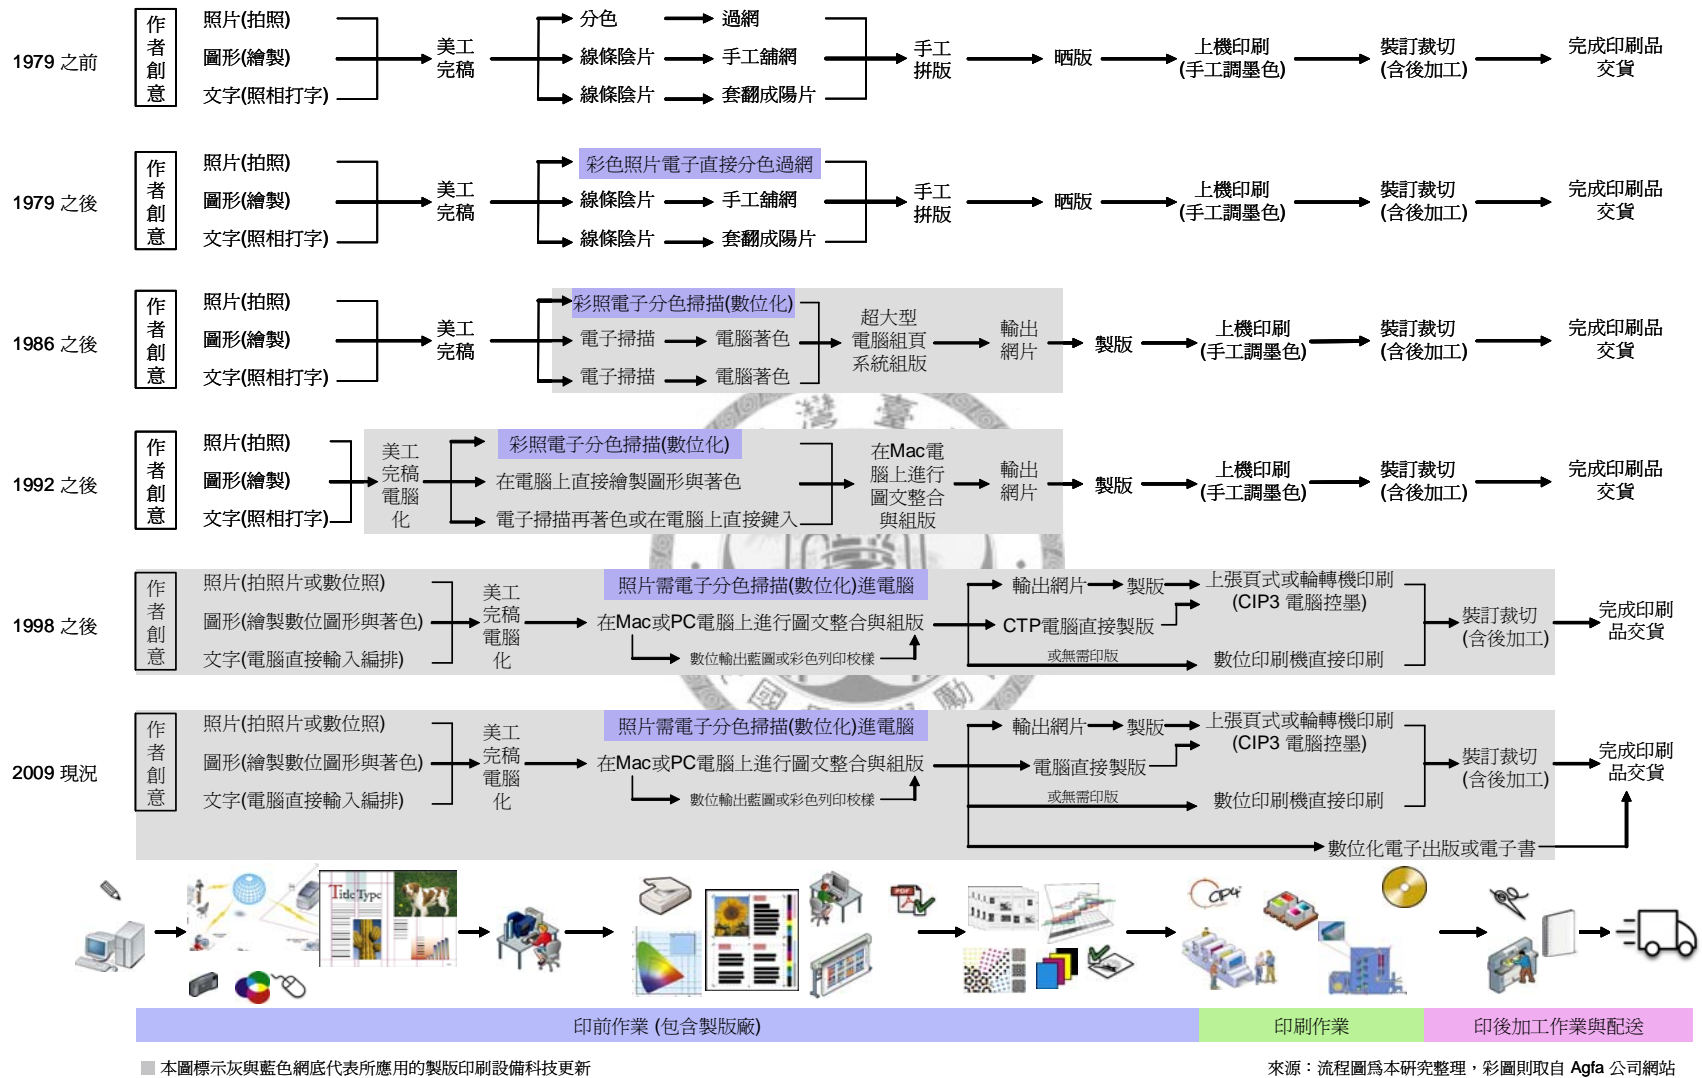 1979 之前
作者創意
照片(拍照)
圖形(繪製)
文字(照相打字)
美工
完稿
分色
過網
線條陰片
手工舖網
線條陰片
套翻成陽片
手工
拼版
晒版
上機印刷
(手工調墨色)
裝訂裁切
(含後加工)
完成印刷品
交貨
1979 之後
作者創意
照片(拍照)
圖形(繪製)
文字(照相打字)
美工
完稿
彩色照片電子直接分色過網
線條陰片
手工舖網
線條陰片
套翻成陽片
手工
拼版
晒版
上機印刷
(手工調墨色)
裝訂裁切
(含後加工)
完成印刷品
交貨
1986 之後
作者創意
照片(拍照)
圖形(繪製)
文字(照相打字)
美工
完稿
彩照電子分色掃描(數位化)
電子掃描
電腦著色
電子掃描
電腦著色
超大型
電腦組頁
系統組版
輸出
網片
製版
上機印刷
(手工調墨色)
裝訂裁切
(含後加工)
完成印刷品
交貨
1992 之後
作者創意
照片(拍照)
圖形(繪製)
文字(照相打字)
美工
完稿
電腦
化
彩照電子分色掃描(數位化)
在電腦上直接繪製圖形與著色
電子掃描再著色或在電腦上直接鍵入
在Mac電
腦上進行
圖文整合
與組版
輸出
網片
製版
上機印刷
(手工調墨色)
裝訂裁切
(含後加工)
完成印刷品
交貨
1998 之後
作者創意
照片(拍照片或數位照)
圖形(繪製數位圖形與著色)
文字(電腦直接輸入編排)
美工
完稿
電腦
化
照片需電子分色掃描(數位化)進電腦
在Mac或PC電腦上進行圖文整合與組版
數位輸出藍圖或彩色列印校樣
輸出網片
製版
上張頁式或輪轉機印刷
(CIP3 電腦控墨)
CTP電腦直接製版
或無需印版
數位印刷機直接印刷
裝訂裁切
(含後加工)
完成印刷
品交貨
2009 現況
作者創意
照片(拍照片或數位照)
圖形(繪製數位圖形與著色)
文字(電腦直接輸入編排)
美工
完稿
電腦
化
照片需電子分色掃描(數位化)進電腦
在Mac或PC電腦上進行圖文整合與組版
數位輸出藍圖或彩色列印校樣
輸出網片
製版
上張頁式或輪轉機印刷
(CIP3 電腦控墨)
電腦直接製版
或無需印版
數位印刷機直接印刷
裝訂裁切
(含後加工)
完成印刷
品交貨
數位化電子出版或電子書
Title Type
PDF
CIP4
印前作業 (包含製版廠)
印刷作業
印後加工作業與配送
本圖標示灰與藍色網底代表所應用的製版印刷設備科技更新
來源：流程圖為本研究整理，彩圖則取自 Agfa 公司網站